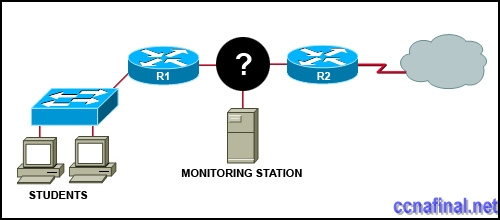 ?
R1
R2
MONITORING STATION
STUDENTS
ccnafinal.net